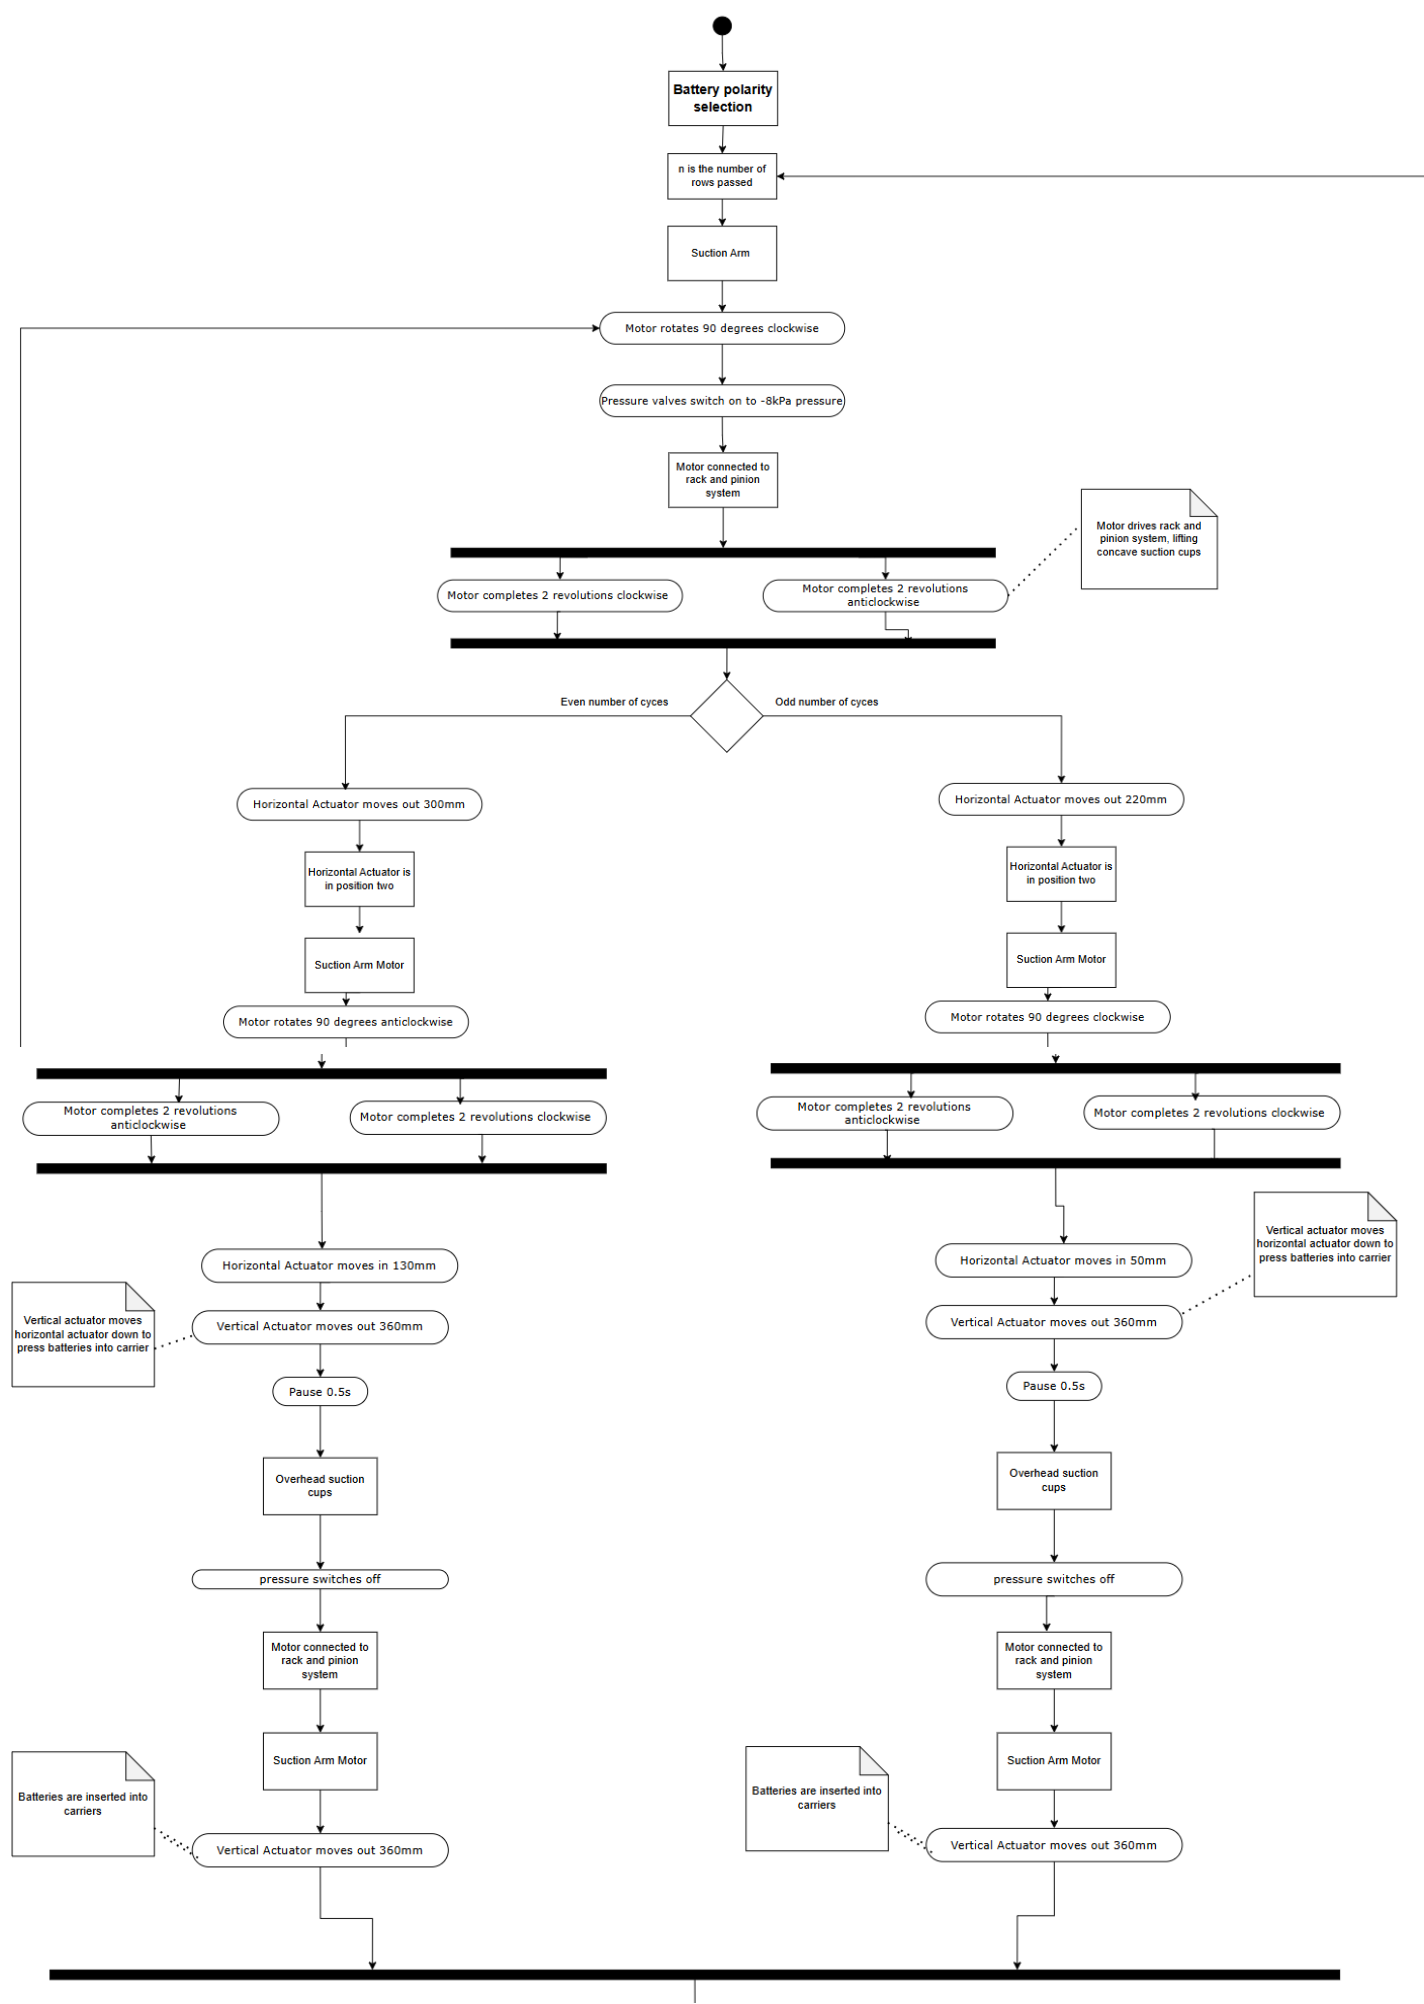 Battery polarity
selection
n is the number of
rows passed
Suction Arm
Motor rotates 90 degrees clockwise
Pressure valves switch on to -8kPa pressure
Motor connected to
rack and pinion
system
Motor drives rack and
pinion system, lifting
concave suction cups
Motor completes 2 revolutions clockwise
Motor completes 2 revolutions
anticlockwise
Even number of cyces
Odd number of cyces
Horizontal Actuator moves out 300mm
Horizontal Actuator is
in position two
Suction Arm Motor
Motor rotates 90 degrees anticlockwise
Motor completes 2 revolutions
anticlockwise
Motor completes 2 revolutions clockwise
Horizontal Actuator moves in 130mm
Vertical Actuator moves out 360mm
Vertical actuator moves
horizontal actuator down to
press batteries into carrier
Pause 0.5s
Overhead suction
cups
pressure switches off
Motor connected to
rack and pinion
system
Suction Arm Motor
Batteries are inserted into
carriers
Vertical Actuator moves out 360mm
Horizontal Actuator moves out 220mm
Horizontal Actuator is
in position two
Suction Arm Motor
Motor rotates 90 degrees clockwise
Motor completes 2 revolutions
anticlockwise
Motor completes 2 revolutions clockwise
Vertical actuator moves
horizontal actuator down to
press batteries into carrier
Horizontal Actuator moves in 50mm
Vertical Actuator moves out 360mm
Pause 0.5s
Overhead suction
cups
pressure switches off
Motor connected to
rack and pinion
system
Suction Arm Motor
Batteries are inserted into
carriers
Vertical Actuator moves out 360mm